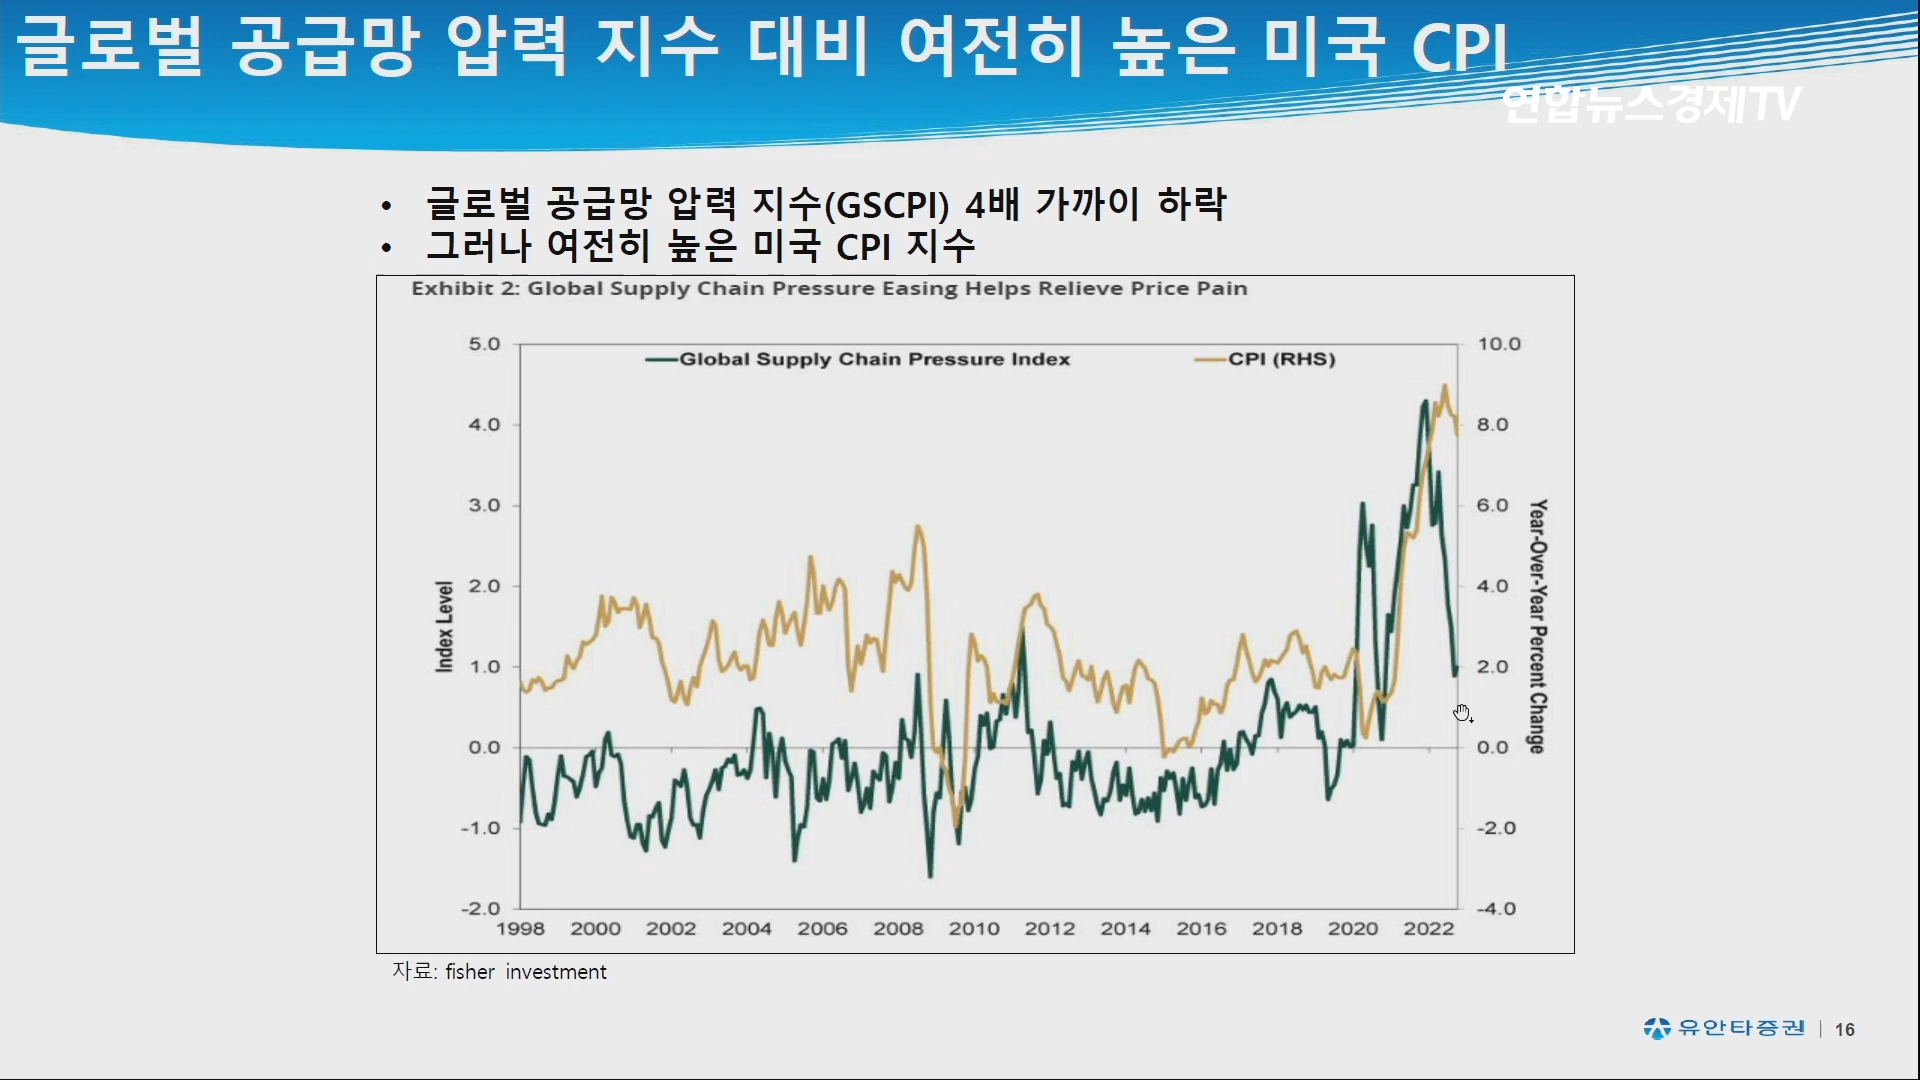 글로벌 공급망 압력 지수 대비 여전히 높은 미국 CPI
연합뉴스경제TV
• 글로벌 공급망 압력 지수(GSCPI) 4배 가까이 하락
• 그러나 여전히 높은 미국 CPI 지수
Exhibit 2: Global Supply Chain Pressure Easing Helps Relieve Price Pain
Global Supply Chain Pressure Index
CPI (RHS)
Index Level
5.0
4.0
3.0
2.0
1.0
0.0
-1.0
-2.0
10.0
8.0
6.0
4.0
2.0
0.0
-2.0
-4.0
Year-Over-Year Percent Change
1998 2000 2002 2004 2006 2008 2010 2012 2014 2016 2018 2020 2022
자료: fisher investment
유안타증권 | 16